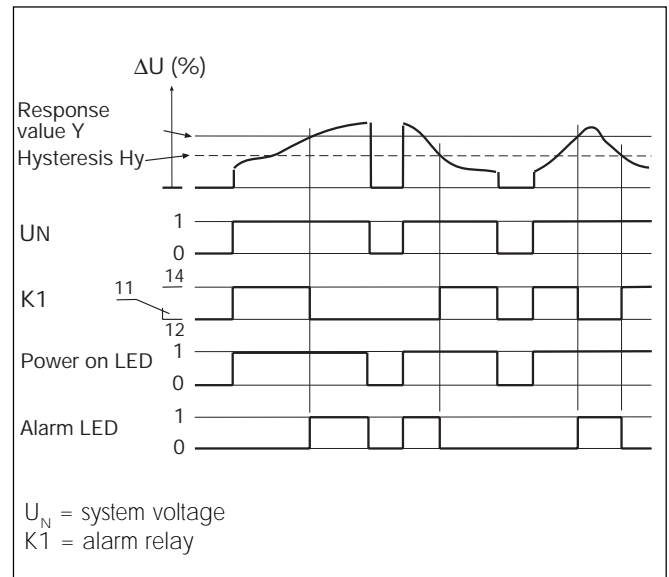 ΔU (%)
Response
value Y
Hysteresis Hy
UN
1
0
K1
11
14
12
Power on LED
1
0
Alarm LED
1
0
U_N = system voltage
K1 = alarm relay